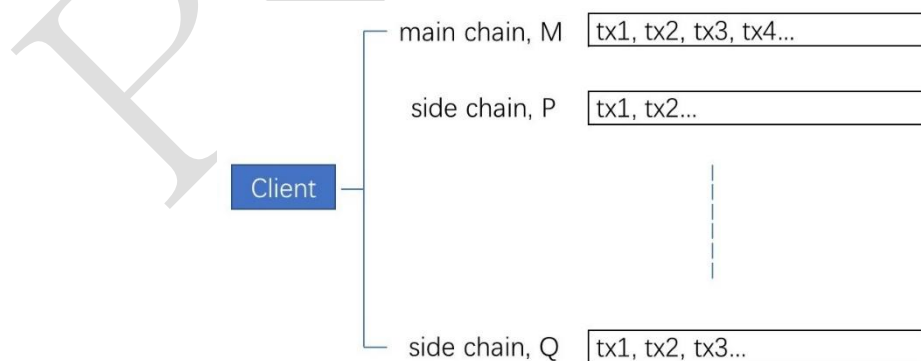 main chain, M
tx1, tx2, tx3, tx4...
side chain, P
tx1, tx2...
Client
side chain, Q
tx1, tx2, tx3...